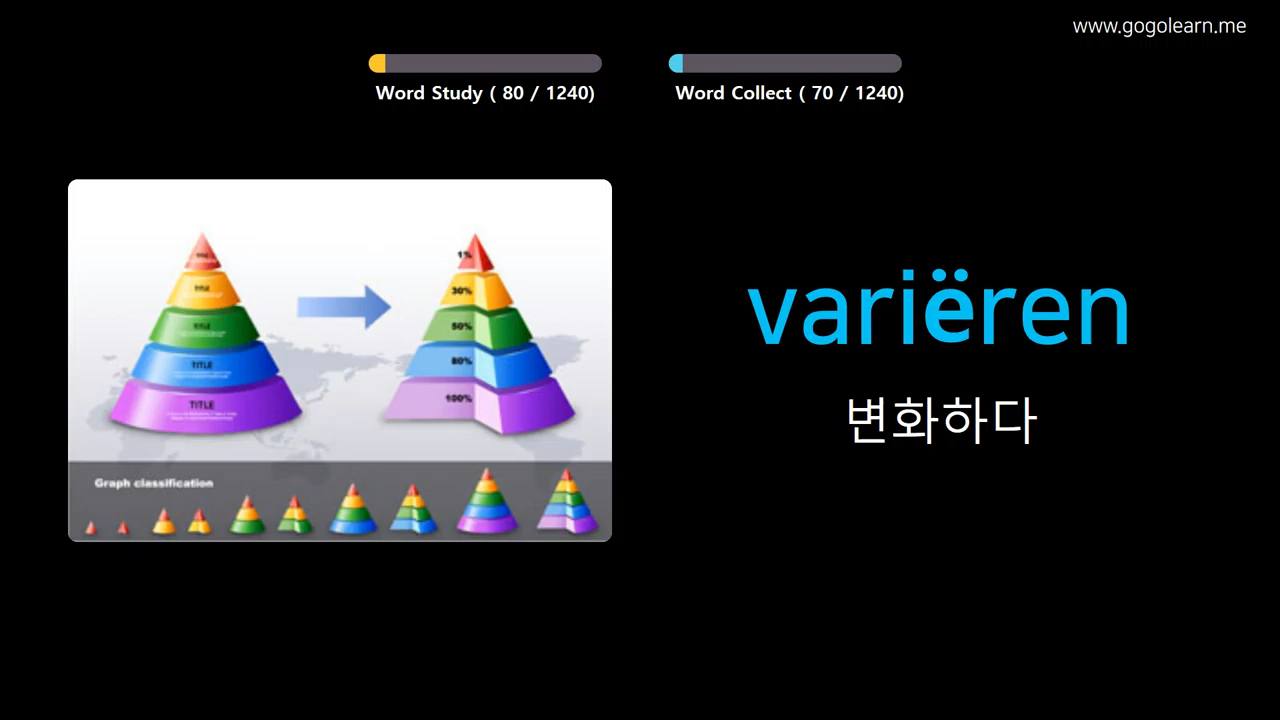 www.gogolearn.me
Word Study ( 80 / 1240)
Word Collect ( 70 / 1240)
variëren
변화하다
TITLE
TITLE
TITLE
TITLE
1%
30%
50%
80%
100%
Graph classification